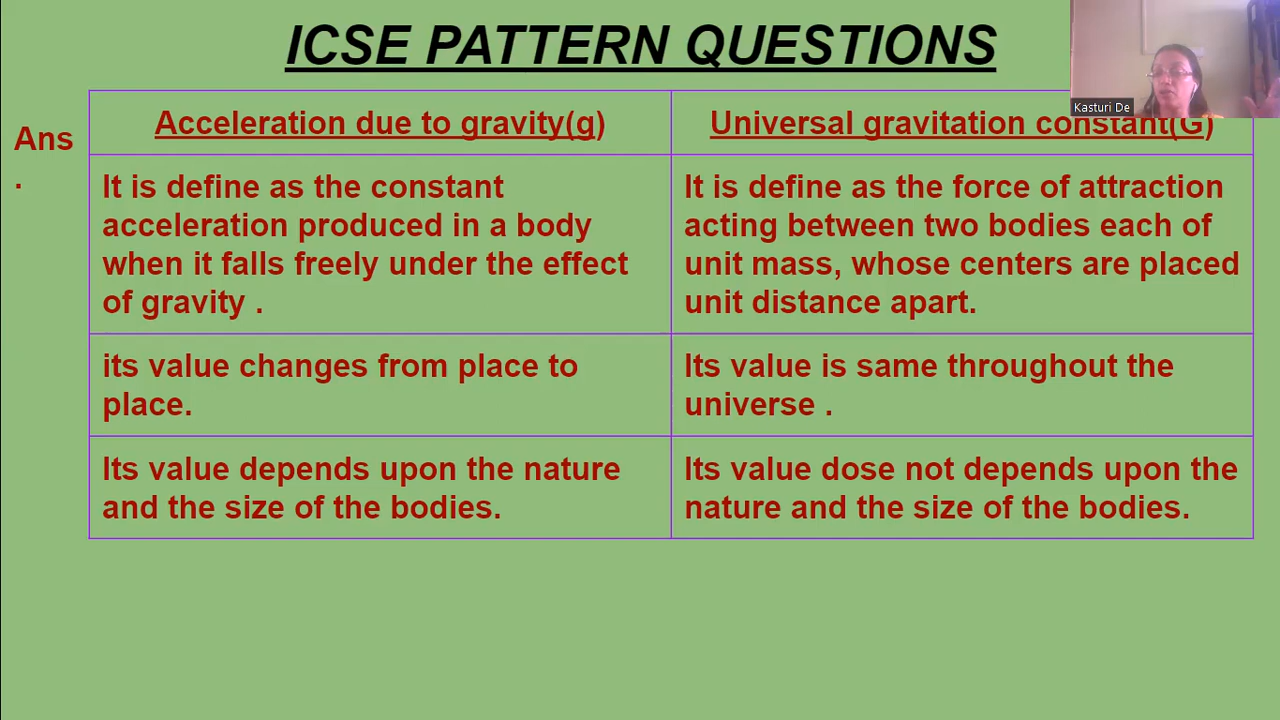 ICSE PATTERN QUESTIONS
Kasturi De
Ans
.
Acceleration due to gravity(g)
Universal gravitation constant(G)
It is define as the constant
acceleration produced in a body
when it falls freely under the effect
of gravity .
It is define as the force of attraction
acting between two bodies each of
unit mass, whose centers are placed
unit distance apart.
its value changes from place to
place.
Its value is same throughout the
universe .
Its value depends upon the nature
and the size of the bodies.
Its value dose not depends upon the
nature and the size of the bodies.